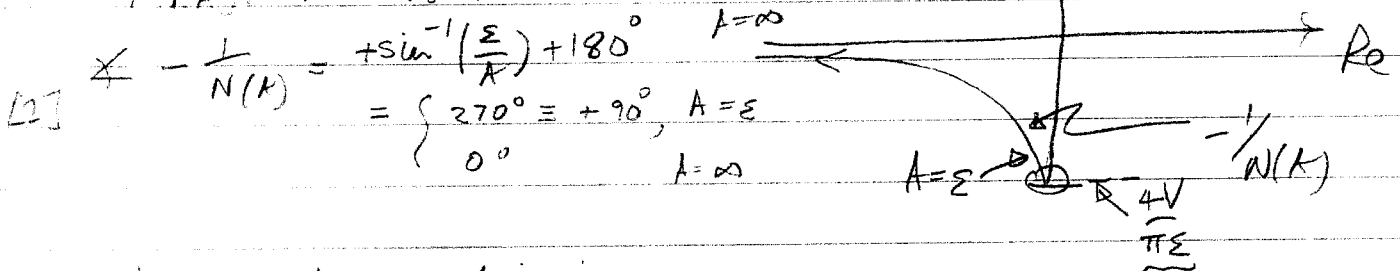 [2] ∡ - 1/N(A) = +sin⁻¹(ε/A) + 180°
= { 270° ≡ +90°, A = ε
0° A = ∞
A = ∞
Re
-1/N(A)
A = ε
4V/πε